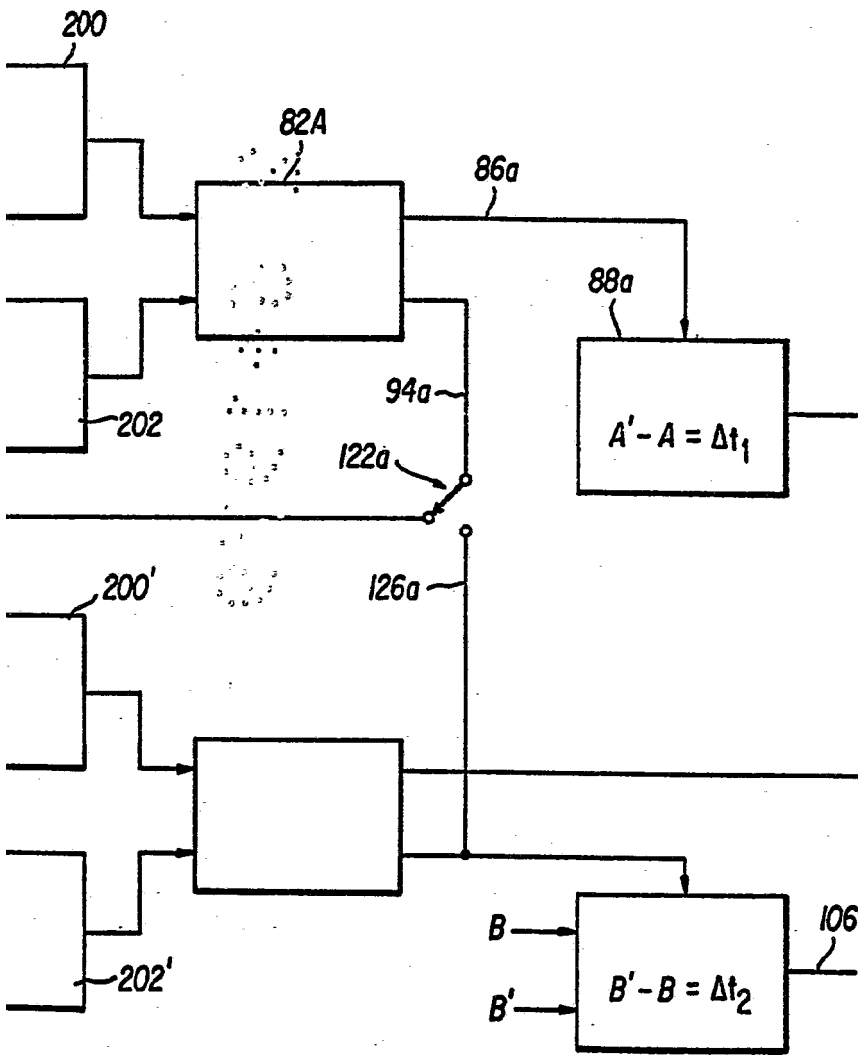 200
82A
86a
88a
94a
202
A' - A = Δt₁
122a
200'
126a
B
106
B' - B = Δt₂
202'
B'